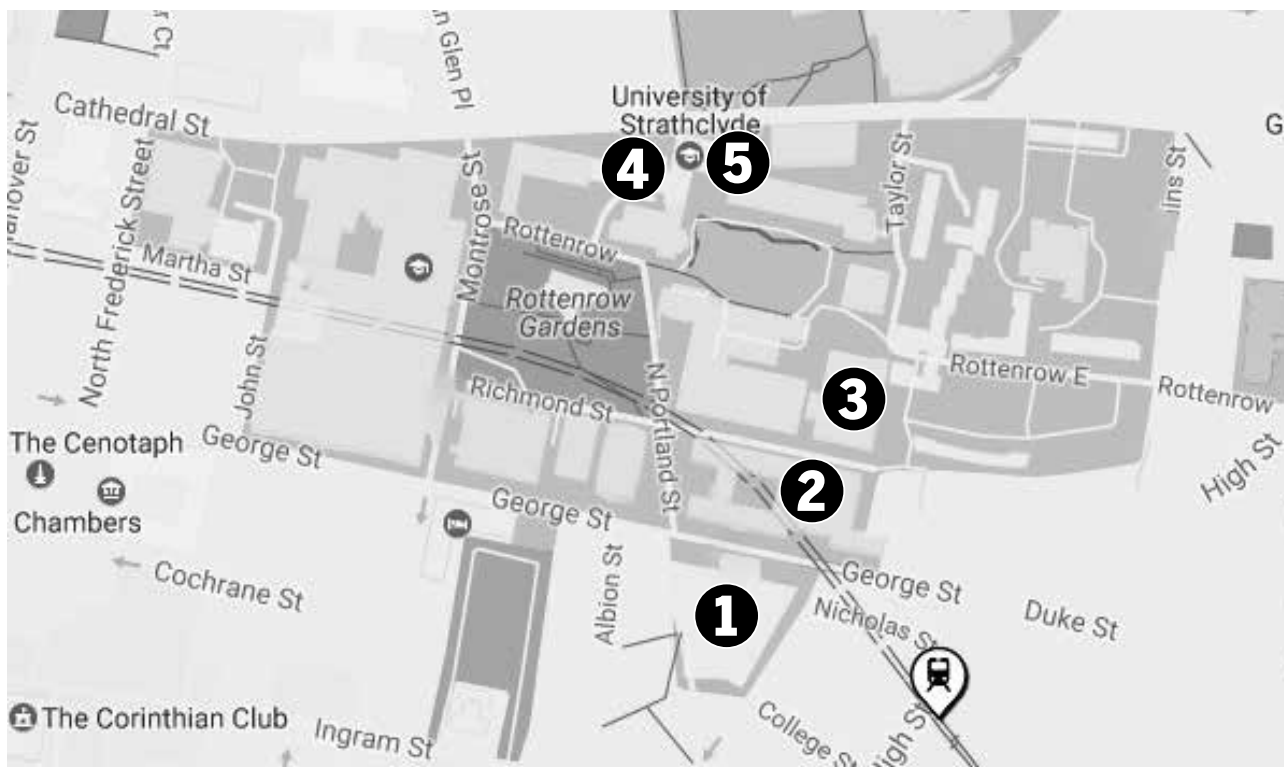 Cathedral St
University of
Strathclyde
4
5
Taylor St
North Frederick Street
Martha St
Montrose St
Rottenrow
Rottenrow
Gardens
John St
Richmond St
N Portland St
3
Rottenrow E
Rottenrow
High St
The Cenotaph
Chambers
George St
George St
2
George St
Cochrane St
Albion St
1
Nicholas St
Duke St
The Corinthian Club
Ingram St
College St
High St
Glen Pl
G